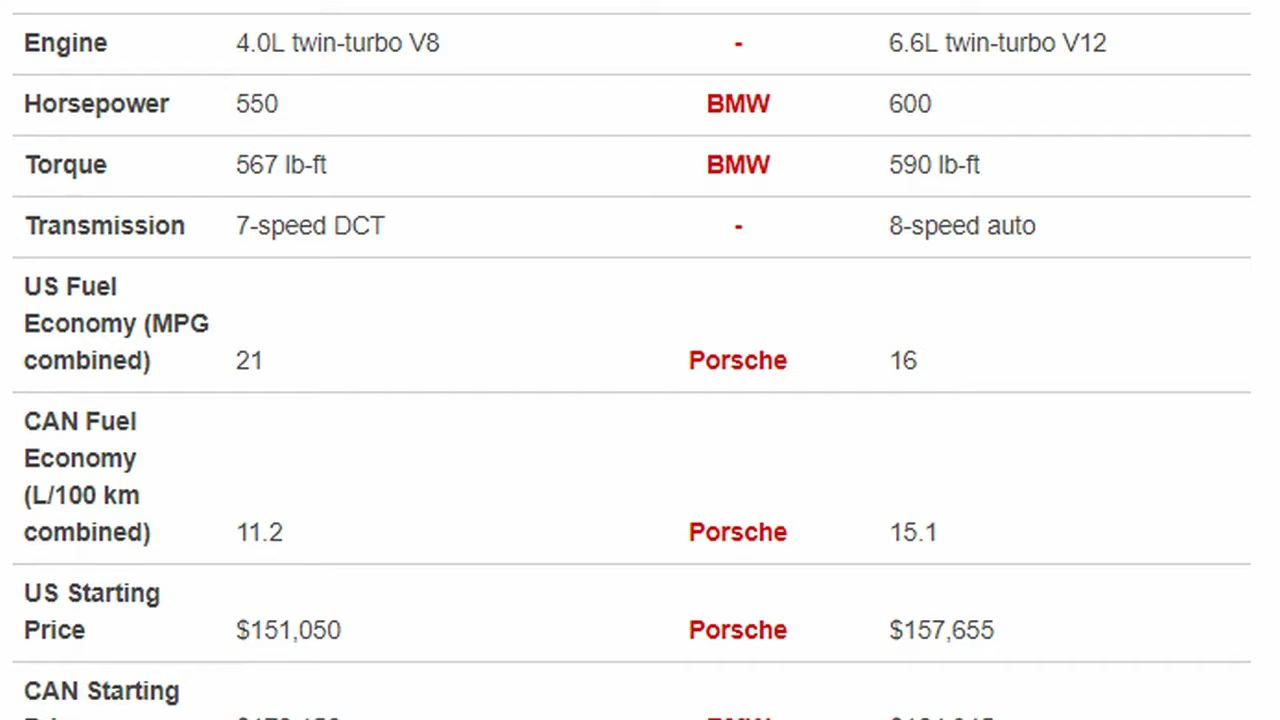 Engine 4.0L twin-turbo V8 - 6.6L twin-turbo V12
Horsepower 550 BMW 600
Torque 567 lb-ft BMW 590 lb-ft
Transmission 7-speed DCT - 8-speed auto
US Fuel
Economy (MPG
combined) 21 Porsche 16
CAN Fuel
Economy
(L/100 km
combined) 11.2 Porsche 15.1
US Starting
Price $151,050 Porsche $157,655
CAN Starting